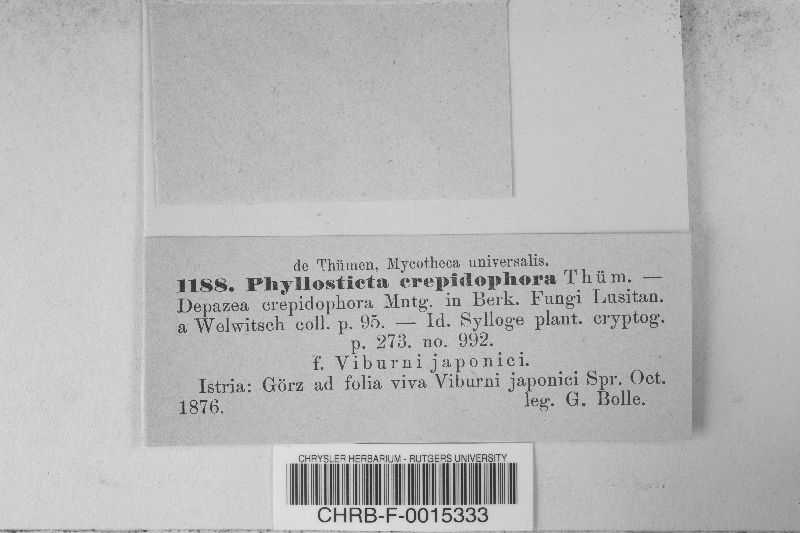 de Thümen, Mycotheca universalis.
1188. Phyllosticta crepidophora Thüm. —
Depazea crepidophora Mntg. in Berk. Fungi Lusitan.
a Welwitsch coll. p. 95. — Id. Sylloge plant. cryptog.
p. 273. no. 992.
f. Viburni japonici.
Istria: Görz ad folia viva Viburni japonici Spr. Oct.
1876. leg. G. Bolle.
CHRYSLER HERBARIUM - RUTGERS UNIVERSITY
CHRB-F-0015333